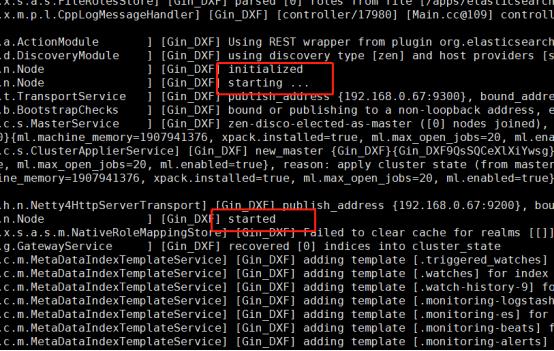 .x.s.a.s.FileRolesStore] [Gin_DXF] parsed [0] roles from file [/apps/elasticsearch
.x.m.p.l.CppLogMessageHandler] [Gin_DXF] [controller/17980] [Main.cc@109] controll
.a.ActionModule ] [Gin_DXF] Using REST wrapper from plugin org.elasticsearch
.d.DiscoveryModule ] [Gin_DXF] using discovery type [zen] and host providers [s
.n.Node ] [Gin_DXF] initialized
.n.Node ] [Gin_DXF] starting ...
.t.TransportService ] [Gin_DXF] publish_address {192.168.0.67:9300}, bound_addre
.b.BootstrapChecks ] [Gin_DXF] bound or publishing to a non-loopback address, e
.c.s.MasterService ] [Gin_DXF] zen-disco-elected-as-master ([0] nodes joined),
0}{ml.machine_memory=1907941376, xpack.installed=true, ml.max_open_jobs=20, ml.ena
.c.s.ClusterApplierService] [Gin_DXF] new_master {Gin_DXF}{Gin_DXF9QsSQCeXlXiYwsg}
e, ml.max_open_jobs=20, ml.enabled=true}, reason: apply cluster state (from master
ine_memory=1907941376, xpack.installed=true, ml.max_open_jobs=20, ml.enabled=true}
.h.n.Netty4HttpServerTransport] [Gin_DXF] publish_address {192.168.0.67:9200}, bou
.n.Node ] [Gin_DXF] started
.x.s.a.s.m.NativeRoleMappingStore] [Gin_DXF] Failed to clear cache for realms [[]]
.g.GatewayService ] [Gin_DXF] recovered [0] indices into cluster_state
.c.m.MetaDataIndexTemplateService] [Gin_DXF] adding template [.triggered_watches]
.c.m.MetaDataIndexTemplateService] [Gin_DXF] adding template [.watches] for index
.c.m.MetaDataIndexTemplateService] [Gin_DXF] adding template [.watch-history-9] fo
.c.m.MetaDataIndexTemplateService] [Gin_DXF] adding template [.monitoring-logstash
.c.m.MetaDataIndexTemplateService] [Gin_DXF] adding template [.monitoring-es] for
.c.m.MetaDataIndexTemplateService] [Gin_DXF] adding template [.monitoring-beats] f
.c.m.MetaDataIndexTemplateService] [Gin_DXF] adding template [.monitoring-alerts]